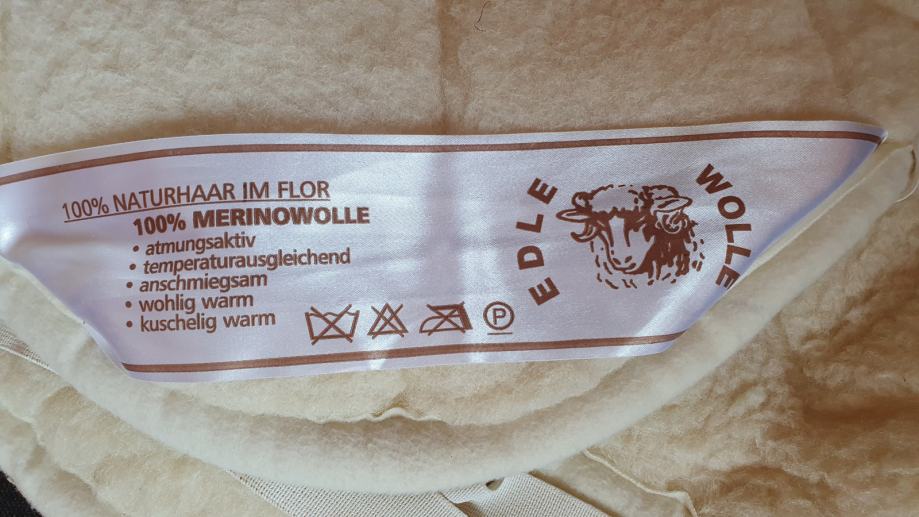 100% NATURHAAR IM FLOR
100% MERINOWOLLE
• atmungsaktiv
• temperaturausgleichend
• anschmiegsam
• wohlig warm
• kuschelig warm
P
EDLE WOLLE